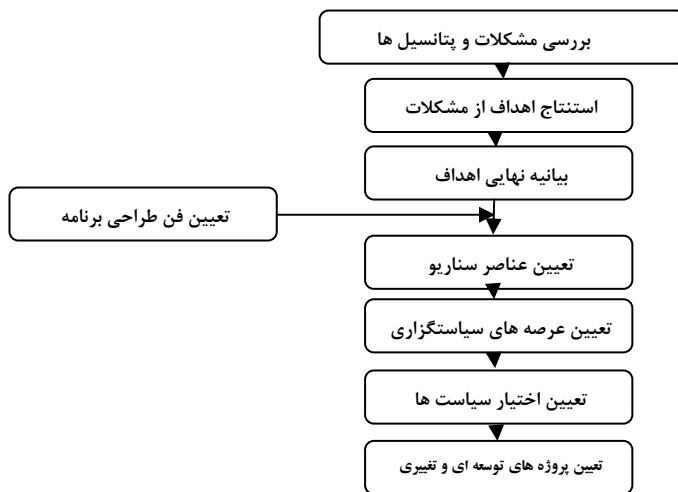 بررسی مشکلات و پتانسیل ها
استنتاج اهداف از مشکلات
بیانیه نهایی اهداف
تعیین فن طراحی برنامه
تعیین عناصر سناریو
تعیین عرصه های سیاستگزاری
تعیین اختیار سیاست ها
تعین پروژه های توسعه ای و تغییری